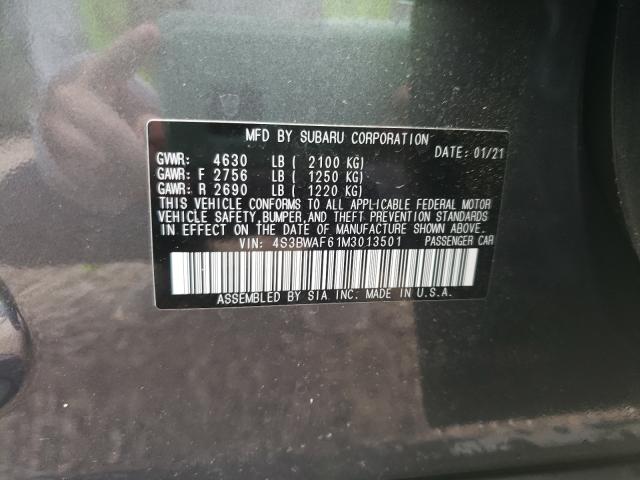 MFD BY SUBARU CORPORATION
DATE: 01/21
GVWR: 4630 LB ( 2100 KG)
GAWR: F 2756 LB ( 1250 KG)
GAWR: R 2690 LB ( 1220 KG)
THIS VEHICLE CONFORMS TO ALL APPLICABLE FEDERAL MOTOR
VEHICLE SAFETY, BUMPER, AND THEFT PREVENTION STANDARDS
IN EFFECT ON THE DATE OF MANUFACTURE SHOWN ABOVE.
VIN: 4S3BWAF61M3013501 PASSENGER CAR
ASSEMBLED BY SIA INC. MADE IN U.S.A.